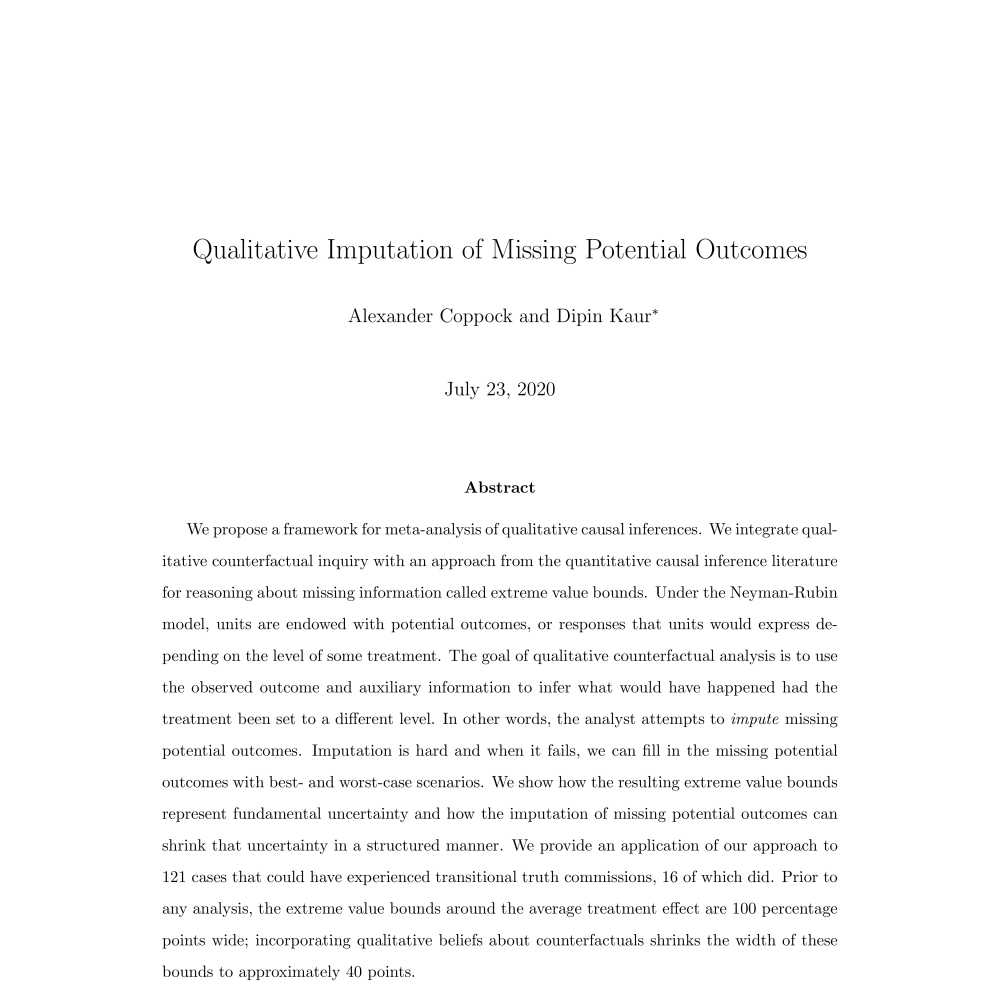 Qualitative Imputation of Missing Potential Outcomes
Alexander Coppock and Dipin Kaur*
July 23, 2020
Abstract
We propose a framework for meta-analysis of qualitative causal inferences. We integrate qual-
itative counterfactual inquiry with an approach from the quantitative causal inference literature
for reasoning about missing information called extreme value bounds. Under the Neyman-Rubin
model, units are endowed with potential outcomes, or responses that units would express de-
pending on the level of some treatment. The goal of qualitative counterfactual analysis is to use
the observed outcome and auxiliary information to infer what would have happened had the
treatment been set to a different level. In other words, the analyst attempts to impute missing
potential outcomes. Imputation is hard and when it fails, we can fill in the missing potential
outcomes with best- and worst-case scenarios. We show how the resulting extreme value bounds
represent fundamental uncertainty and how the imputation of missing potential outcomes can
shrink that uncertainty in a structured manner. We provide an application of our approach to
121 cases that could have experienced transitional truth commissions, 16 of which did. Prior to
any analysis, the extreme value bounds around the average treatment effect are 100 percentage
points wide; incorporating qualitative beliefs about counterfactuals shrinks the width of these
bounds to approximately 40 points.